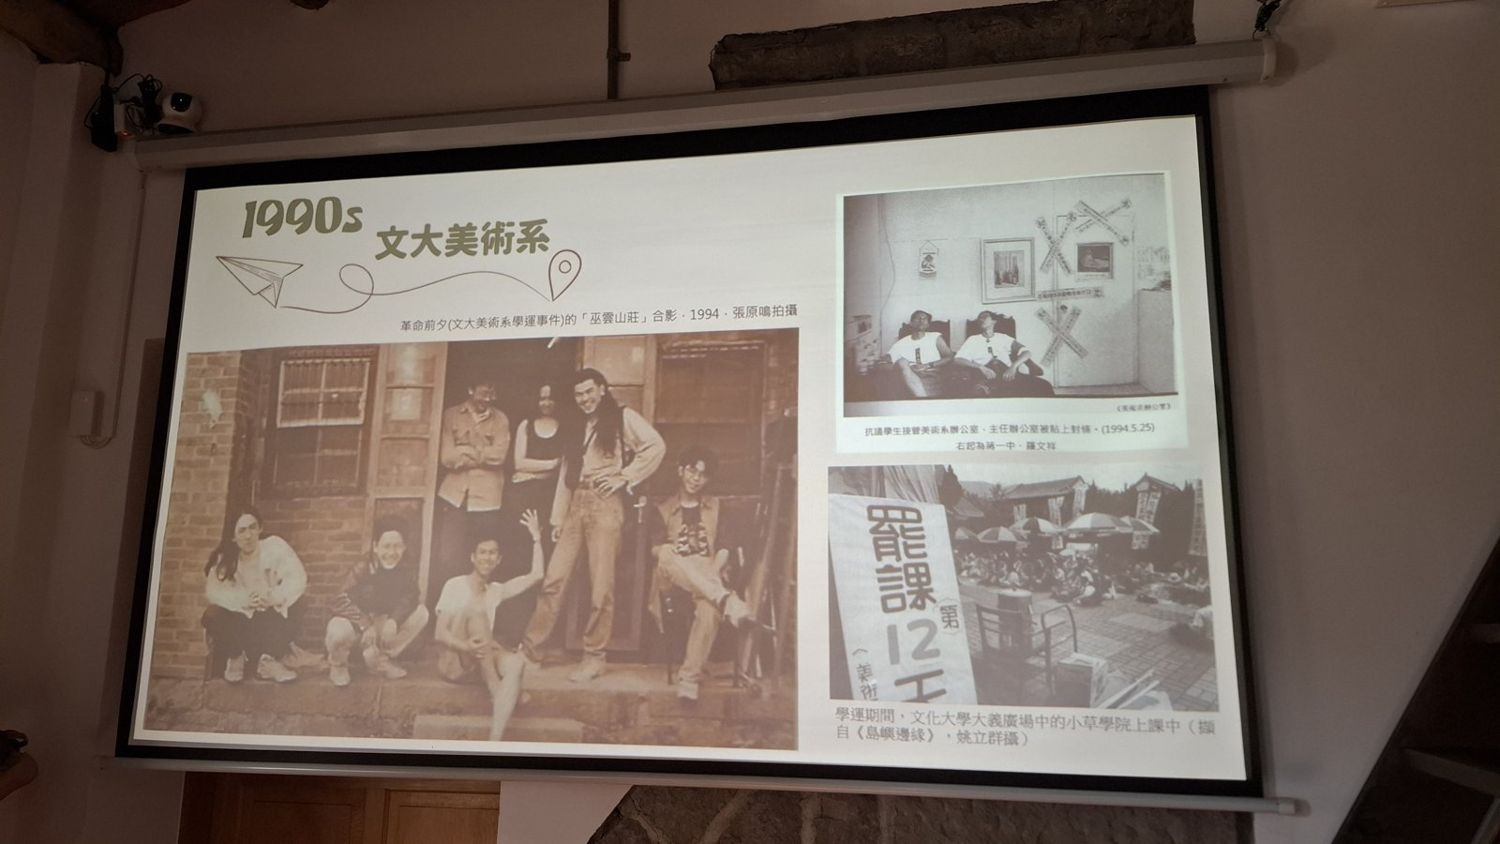 1990s
文大美術系
革命前夕(文大美術系學運事件)的「巫雲山莊」合影．1994．張原鳴拍攝
抗議學生接管美術系辦公室、主任辦公室被貼上封條。(1994.5.25)
右起為蔣一中、羅文祥
罷課
〈第
12天
〈美術
學運期間，文化大學大義廣場中的小草學院上課中（擷
自《島嶼邊緣》，姚立群攝）